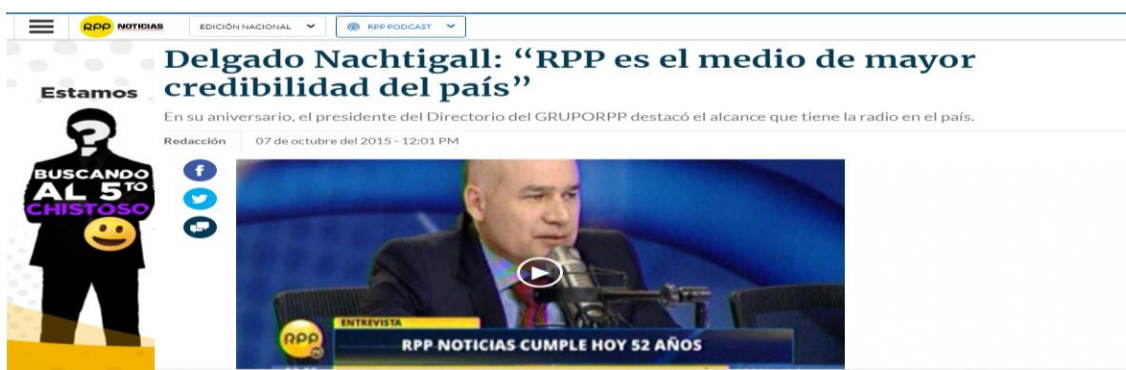 RPP NOTICIAS
EDICIÓN NACIONAL
RPP PODCAST
Delgado Nachtigall: “RPP es el medio de mayor
credibilidad del país”
En su aniversario, el presidente del Directorio del GRUPORPP destacó el alcance que tiene la radio en el país.
Redacción
07 de octubre del 2015 - 12:01 PM
Estamos
?
BUSCANDO
AL 5TO
CHISTOSO
f
ENTREVISTA
RPP
RPP NOTICIAS CUMPLE HOY 52 AÑOS